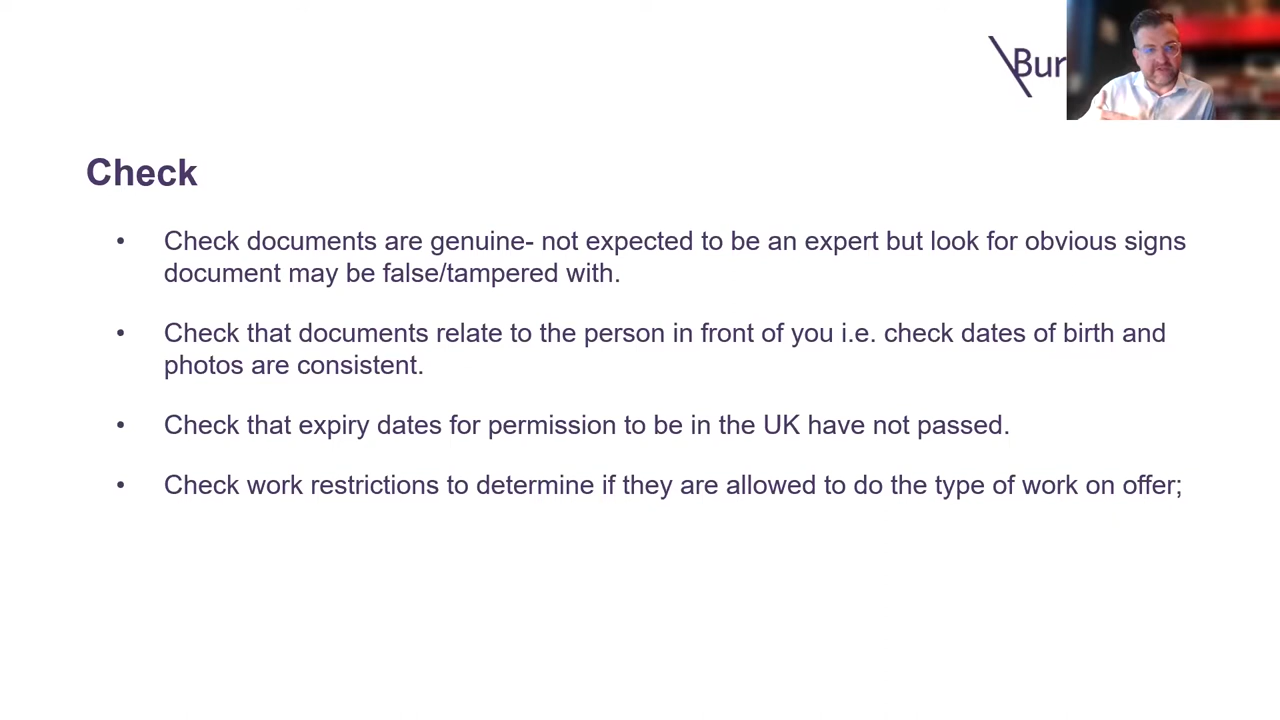 Bur
Check
• Check documents are genuine- not expected to be an expert but look for obvious signs
document may be false/tampered with.
• Check that documents relate to the person in front of you i.e. check dates of birth and
photos are consistent.
• Check that expiry dates for permission to be in the UK have not passed.
• Check work restrictions to determine if they are allowed to do the type of work on offer;